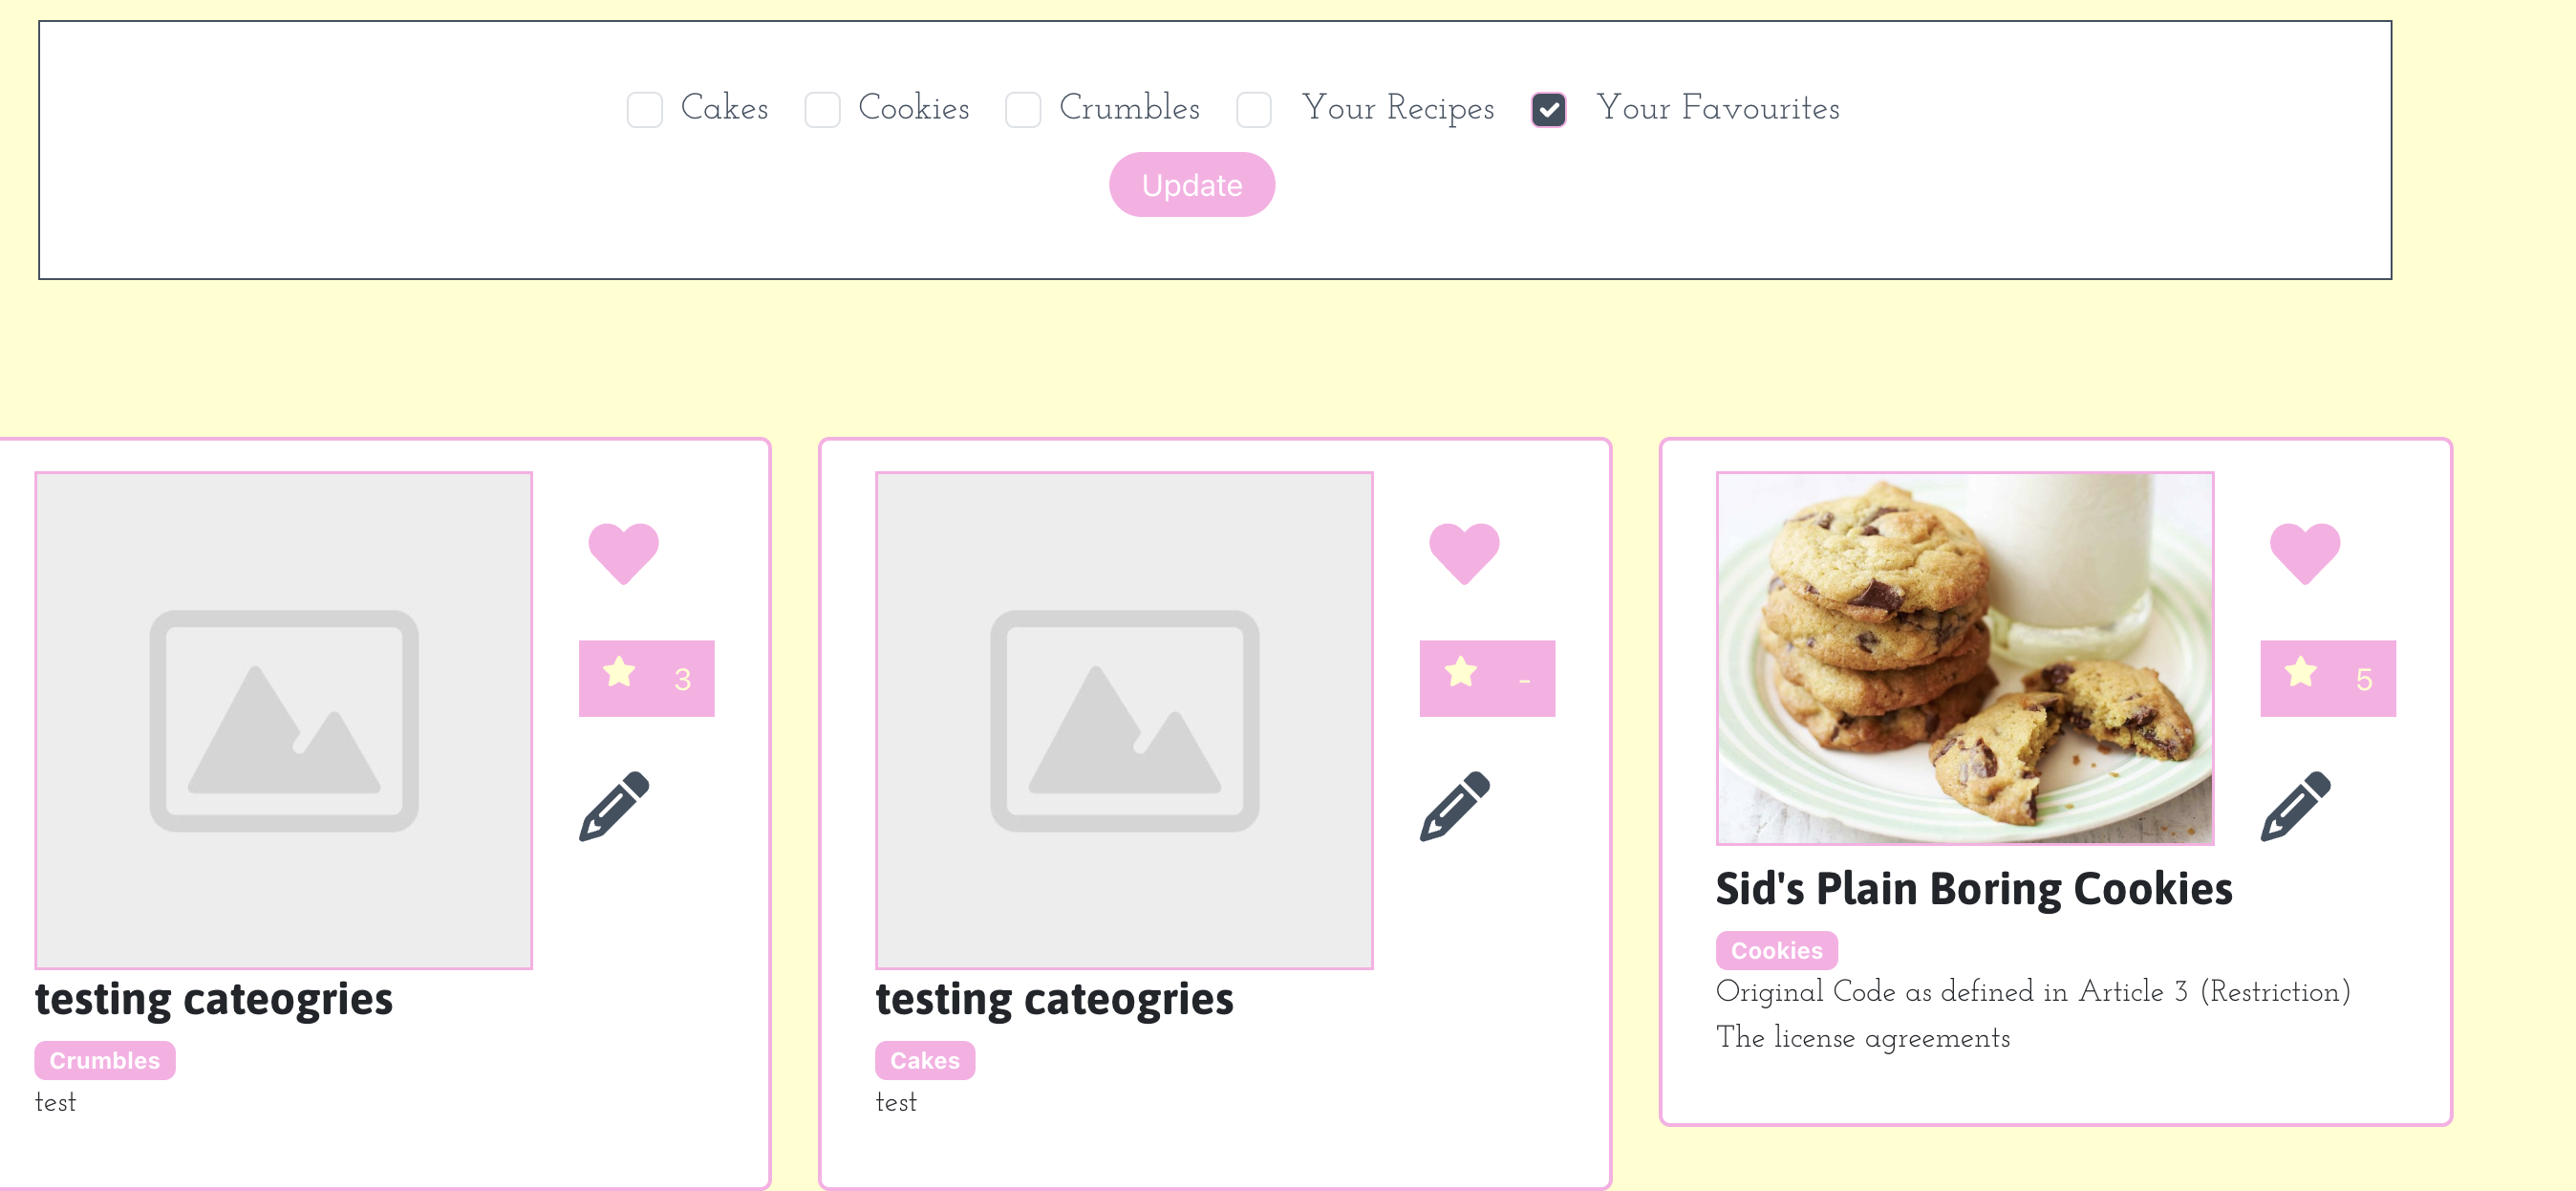 Cakes Cookies Crumbles Your Recipes Your Favourites
Update
3
testing cateogries
Crumbles
test
-
testing cateogries
Cakes
test
5
Sid's Plain Boring Cookies
Cookies
Original Code as defined in Article 3 (Restriction)
The license agreements